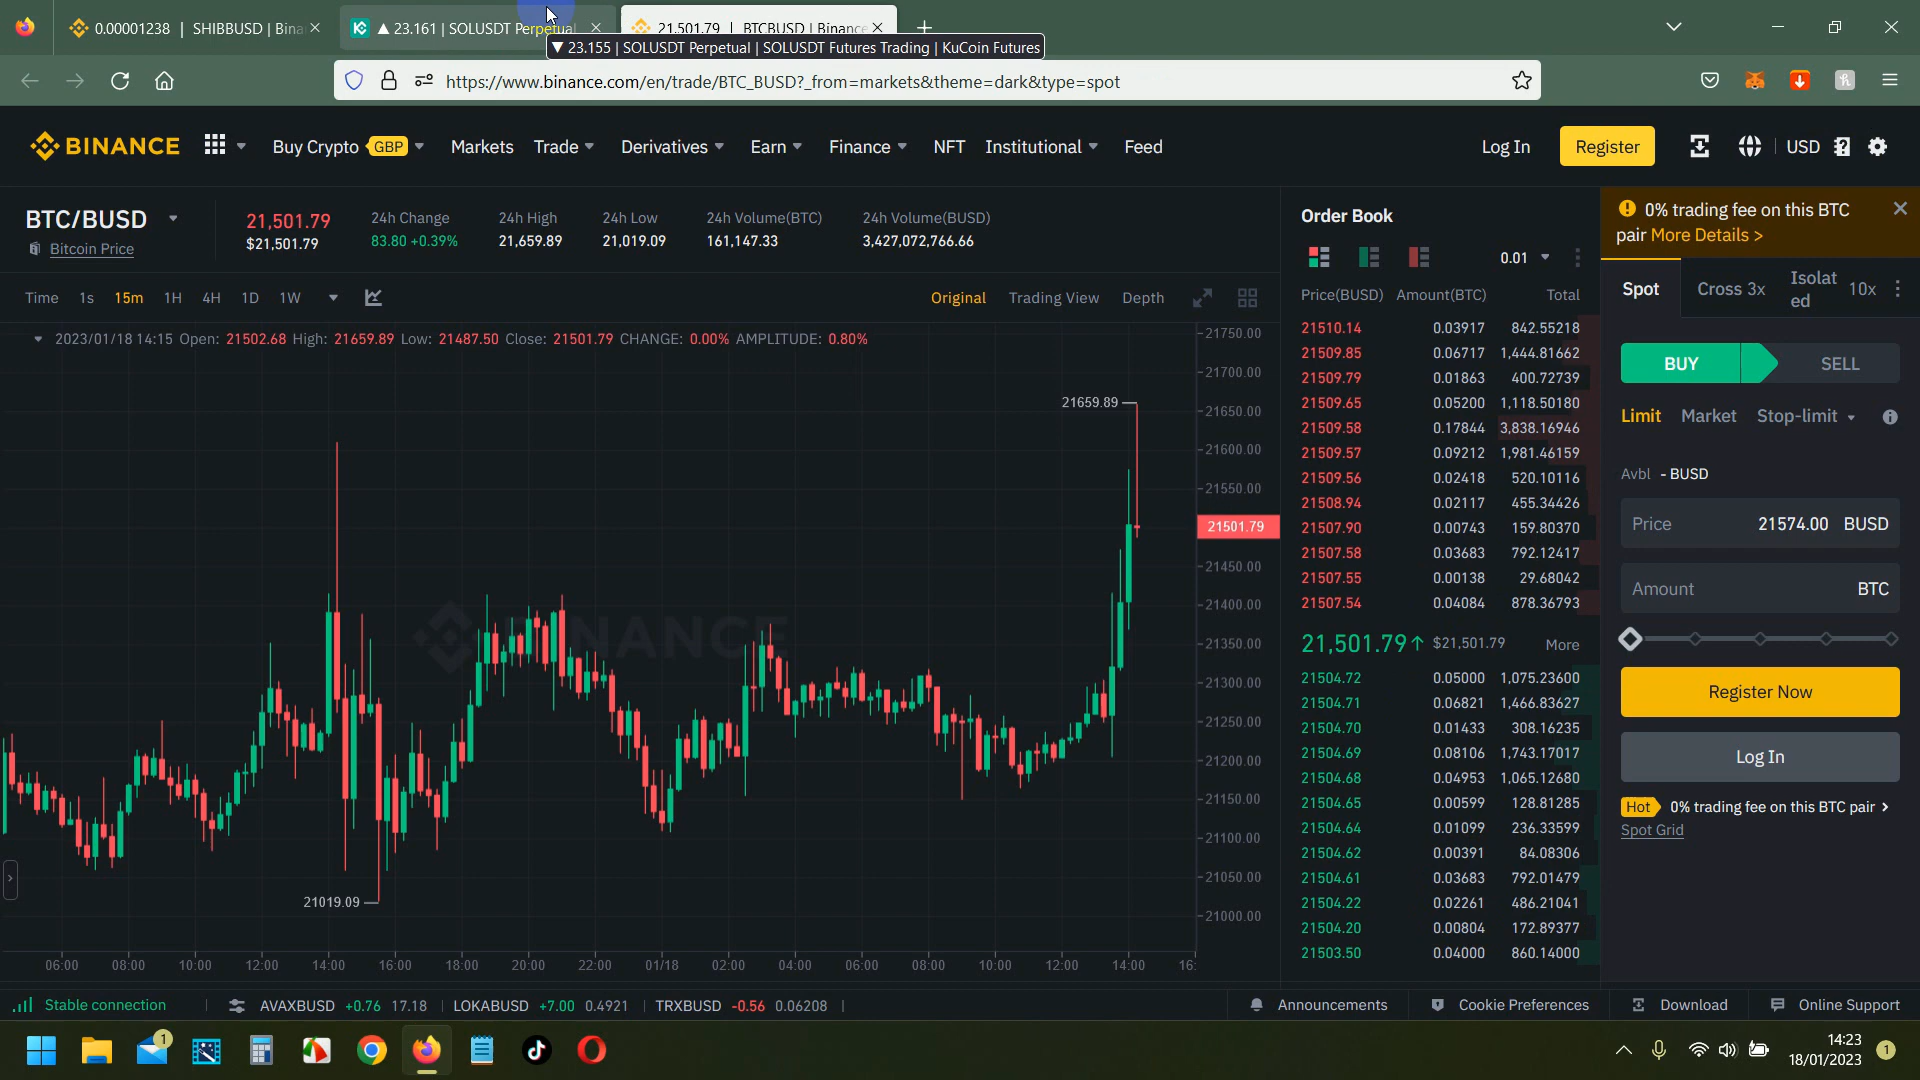 0.00001238 | SHIBBUSD | Bina
▲ 23.161 | SOLUSDT Perpetual
21,501.79 | BTCBUSD | Binance
▼ 23.155 | SOLUSDT Perpetual | SOLUSDT Futures Trading | KuCoin Futures
https://www.binance.com/en/trade/BTC_BUSD?_from=markets&theme=dark&type=spot
BINANCE
Buy Crypto GBP
Markets
Trade
Derivatives
Earn
Finance
NFT
Institutional
Feed
Log In
Register
USD
BTC/BUSD
Bitcoin Price
21,501.79
$21,501.79
24h Change
83.80 +0.39%
24h High
21,659.89
24h Low
21,019.09
24h Volume(BTC)
161,147.33
24h Volume(BUSD)
3,427,072,766.66
Time 1s 15m 1H 4H 1D 1W
Original Trading View Depth
2023/01/18 14:15 Open: 21502.68 High: 21659.89 Low: 21487.50 Close: 21501.79 CHANGE: 0.00% AMPLITUDE: 0.80%
21659.89
21019.09
BINANCE
21750.00
21700.00
21650.00
21600.00
21550.00
21501.79
21450.00
21400.00
21350.00
21300.00
21250.00
21200.00
21150.00
21100.00
21050.00
21000.00
06:00 08:00 10:00 12:00 14:00 16:00 18:00 20:00 22:00 01/18 02:00 04:00 06:00 08:00 10:00 12:00 14:00 16:
Order Book
0.01
Price(BUSD) Amount(BTC) Total
21510.14 0.03917 842.55218
21509.85 0.06717 1,444.81662
21509.79 0.01863 400.72739
21509.65 0.05200 1,118.50180
21509.58 0.17844 3,838.16946
21509.57 0.09212 1,981.46159
21509.56 0.02418 520.10116
21508.94 0.02117 455.34426
21507.90 0.00743 159.80370
21507.58 0.03683 792.12417
21507.55 0.00138 29.68042
21507.54 0.04084 878.36793
21,501.79↑ $21,501.79 More
21504.72 0.05000 1,075.23600
21504.71 0.06821 1,466.83627
21504.70 0.01433 308.16235
21504.69 0.08106 1,743.17017
21504.68 0.04953 1,065.12680
21504.65 0.00599 128.81285
21504.64 0.01099 236.33599
21504.62 0.00391 84.08306
21504.61 0.03683 792.01479
21504.22 0.02261 486.21041
21504.20 0.00804 172.89377
21503.50 0.04000 860.14000
0% trading fee on this BTC
pair More Details >
Spot
Cross 3x
Isolat
ed
10x
BUY
SELL
Limit Market Stop-limit
Avbl - BUSD
Price 21574.00 BUSD
Amount BTC
Register Now
Log In
Hot 0% trading fee on this BTC pair >
Spot Grid
Stable connection
AVAXBUSD +0.76 17.18 | LOKABUSD +7.00 0.4921 | TRXBUSD -0.56 0.06208 |
Announcements
Cookie Preferences
Download
Online Support
1
14:23
18/01/2023
1